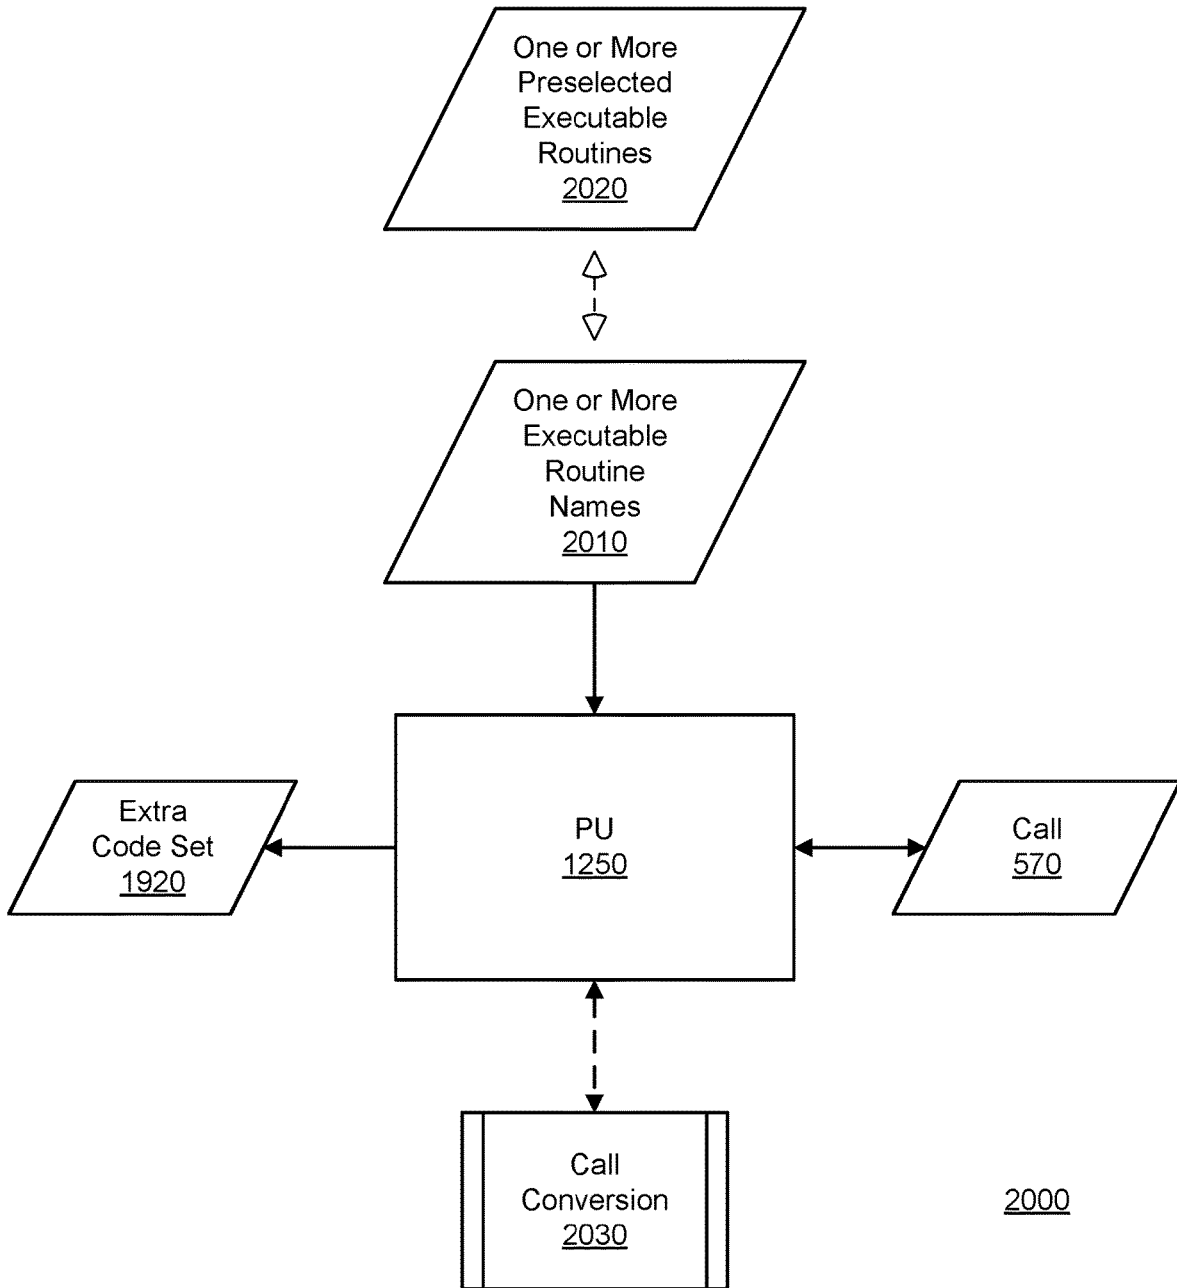 One or More
Preselected
Executable
Routines
2020
One or More
Executable
Routine
Names
2010
Extra
Code Set
1920
PU
1250
Call
570
Call
Conversion
2030
2000